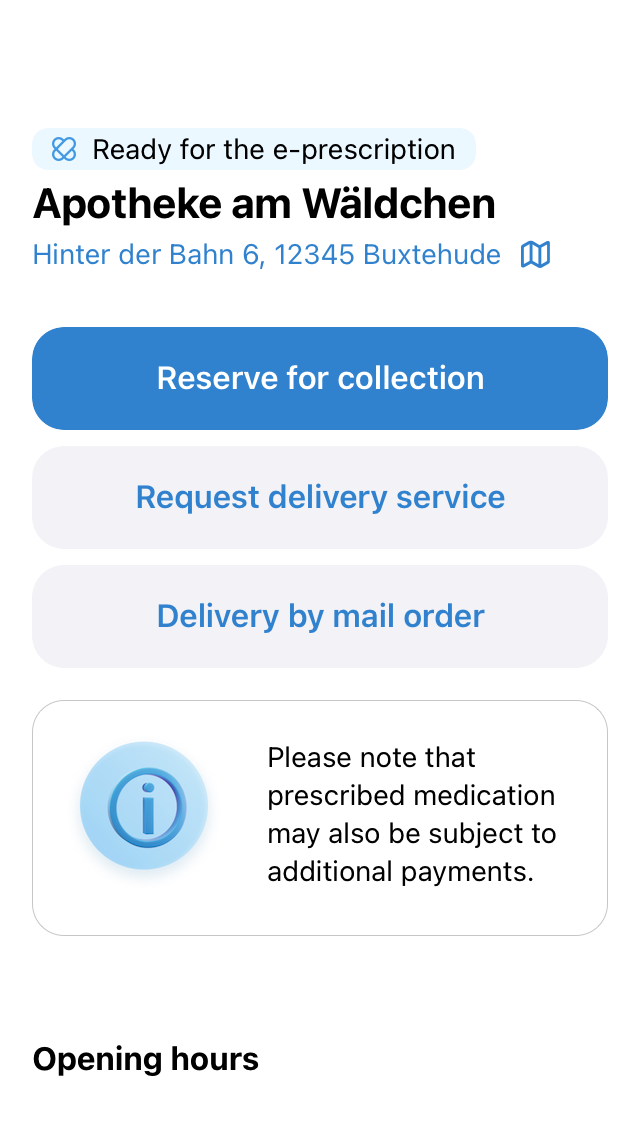 Ready for the e-prescription
Apotheke am Wäldchen
Hinter der Bahn 6, 12345 Buxtehude
Reserve for collection
Request delivery service
Delivery by mail order
Please note that
prescribed medication
may also be subject to
additional payments.
Opening hours